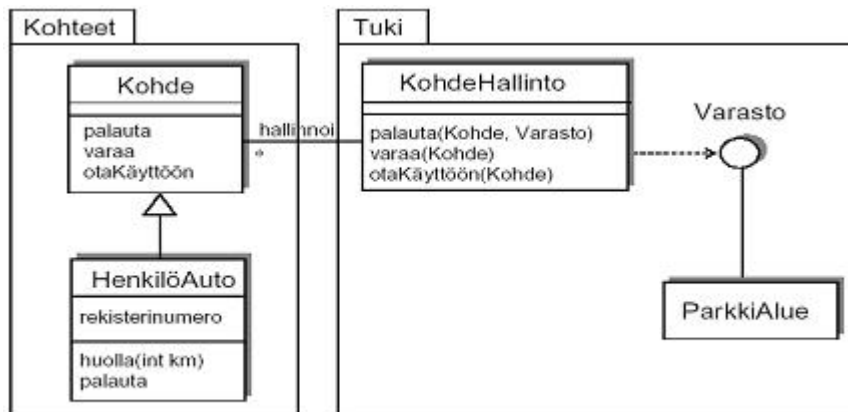 Kohteet
Kohde
palauta
varaa
otaKäyttöön
HenkilöAuto
rekisterinumero
huolla(int km)
palauta
hallinnoi
*
Tuki
KohdeHallinto
palauta(Kohde, Varasto)
varaa(Kohde)
otaKäyttöön(Kohde)
Varasto
ParkkiAlue